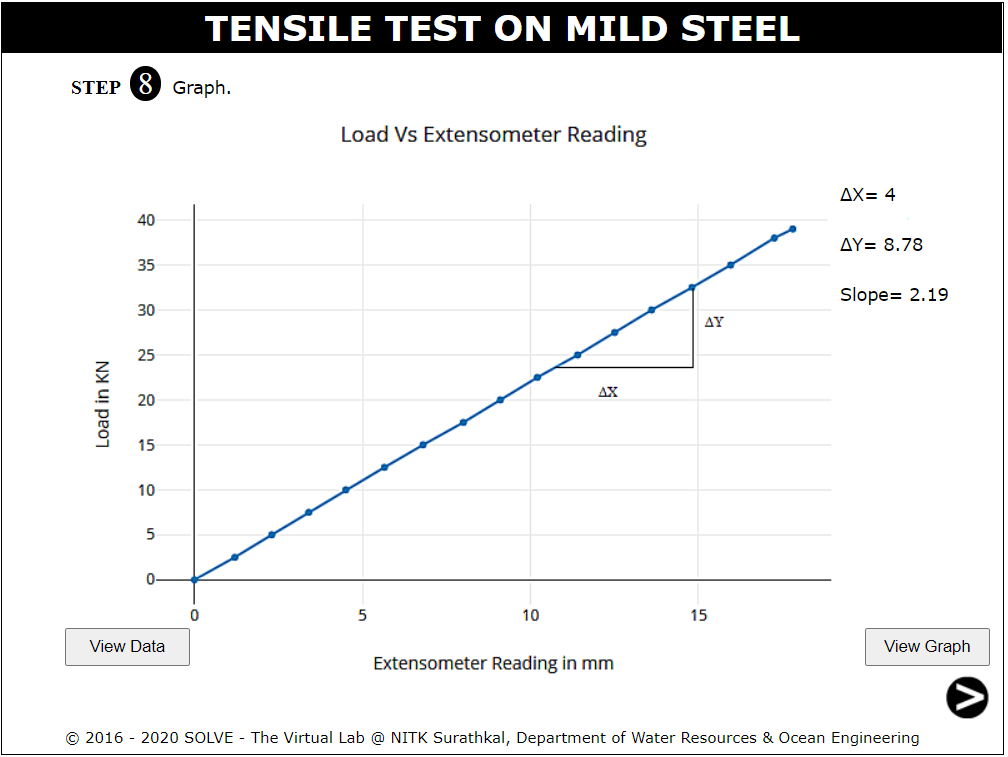 TENSILE TEST ON MILD STEEL
STEP 8 Graph.
Load Vs Extensometer Reading
ΔX= 4
ΔY= 8.78
Slope= 2.19
40
35
30
25
20
15
10
5
0
Load in KN
ΔY
ΔX
0 5 10 15
Extensometer Reading in mm
View Data
View Graph
>
© 2016 - 2020 SOLVE - The Virtual Lab @ NITK Surathkal, Department of Water Resources & Ocean Engineering